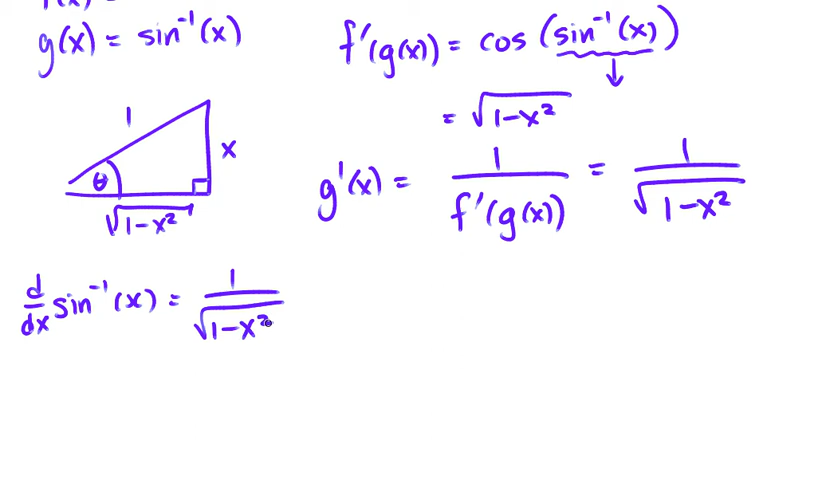 g(x) = sin⁻¹(x)
f'(g(x)) = cos (sin⁻¹(x))
= √(1-x²)
1
x
θ
√(1-x²)
g'(x) = 1/f'(g(x)) = 1/√(1-x²)
d/dx sin⁻¹(x) = 1/√(1-x²)